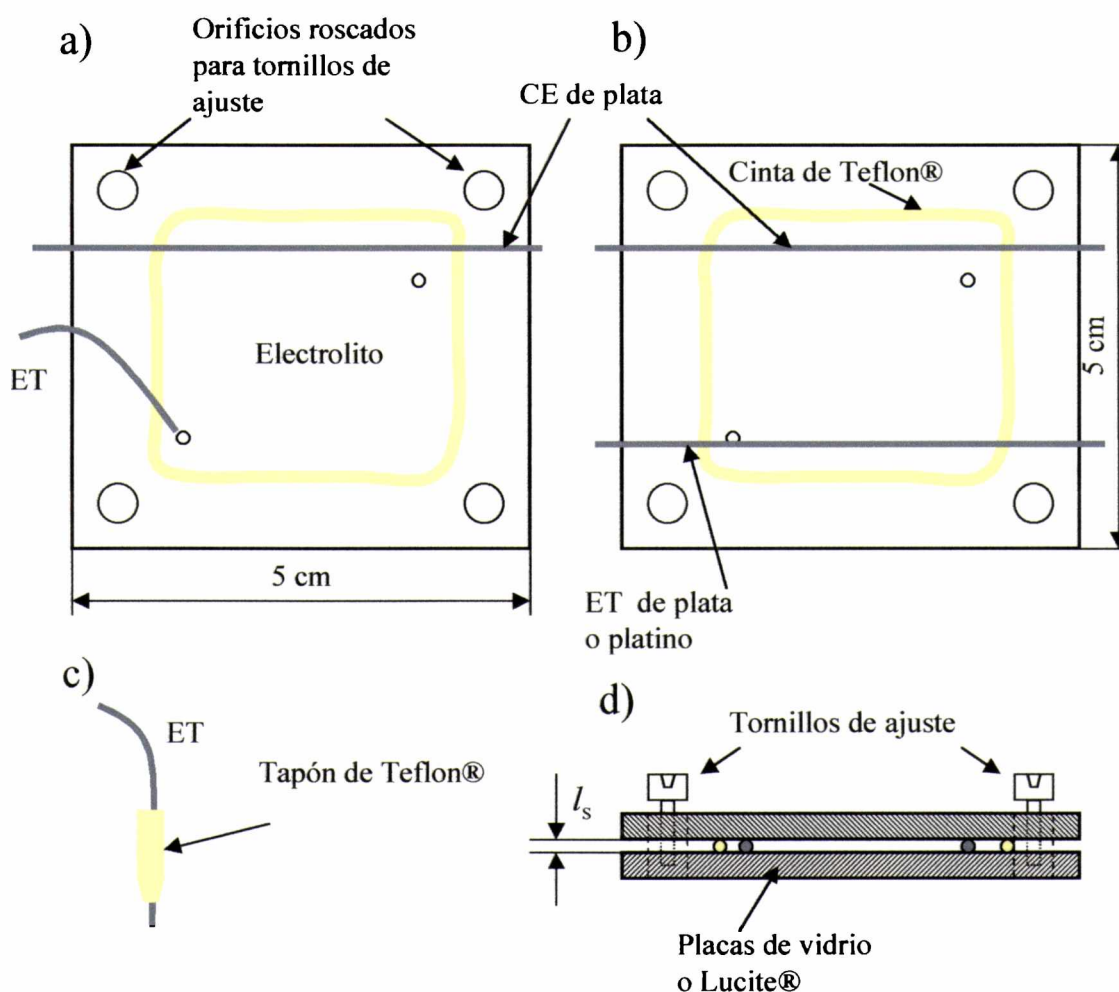 a)
Orificios roscados
para tornillos de
ajuste
b)
CE de plata
Cinta de Teflon®
Electrolito
ET
5 cm
5 cm
ET de plata
o platino
c)
ET
Tapón de Teflon®
d)
Tornillos de ajuste
ls
Placas de vidrio
o Lucite®